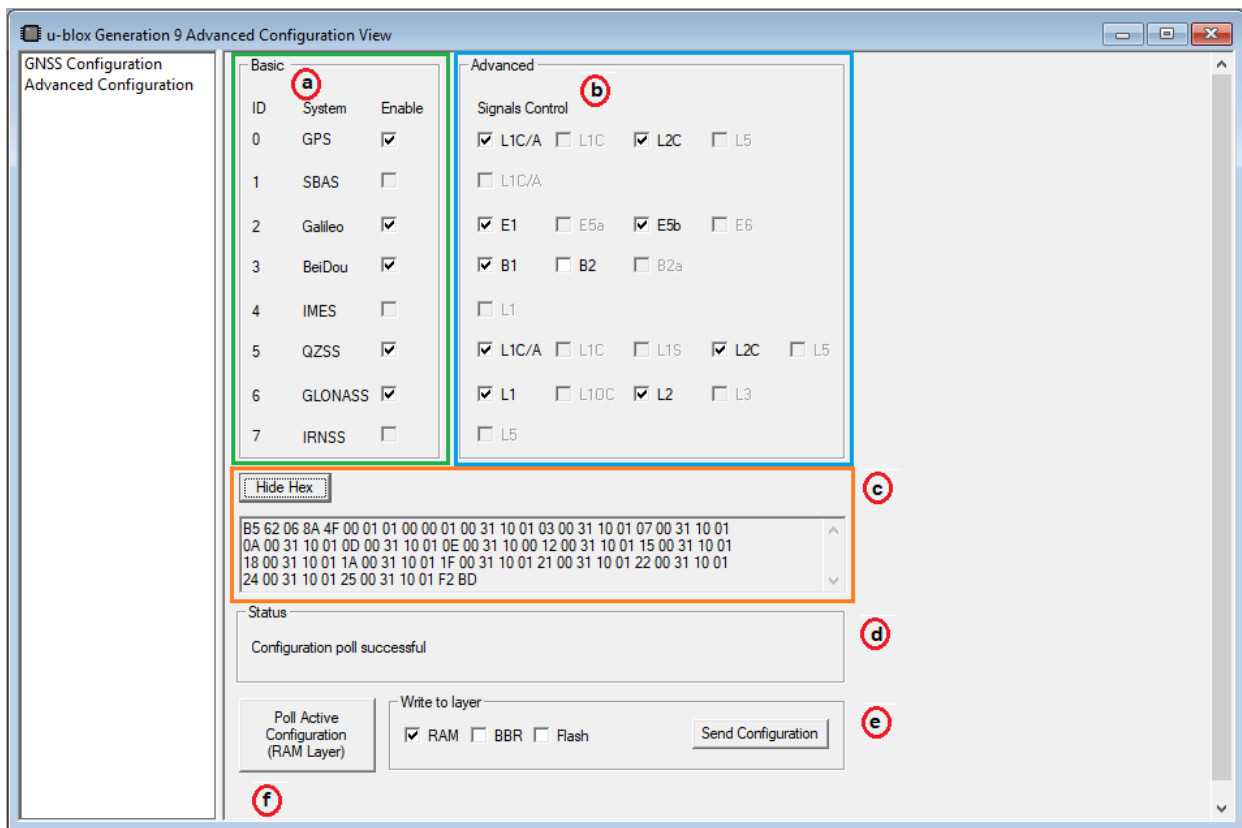 u-blox Generation 9 Advanced Configuration View
GNSS Configuration
Advanced Configuration
Basic
a
ID System Enable
0 GPS
1 SBAS
2 Galileo
3 BeiDou
4 IMES
5 QZSS
6 GLONASS
7 IRNSS
Advanced
b
Signals Control
L1C/A L1C L2C L5
L1C/A
E1 E5a E5b E6
B1 B2 B2a
L1
L1C/A L1C L1S L2C L5
L1 L1OC L2 L3
L5
Hide Hex
c
B5 62 06 8A 4F 00 01 01 00 00 01 00 31 10 01 03 00 31 10 01 07 00 31 10 01
0A 00 31 10 01 0D 00 31 10 01 0E 00 31 10 00 12 00 31 10 01 15 00 31 10 01
18 00 31 10 01 1A 00 31 10 01 1F 00 31 10 01 21 00 31 10 01 22 00 31 10 01
24 00 31 10 01 25 00 31 10 01 F2 BD
Status
d
Configuration poll successful
Poll Active
Configuration
(RAM Layer)
Write to layer
RAM BBR Flash
Send Configuration
e
f